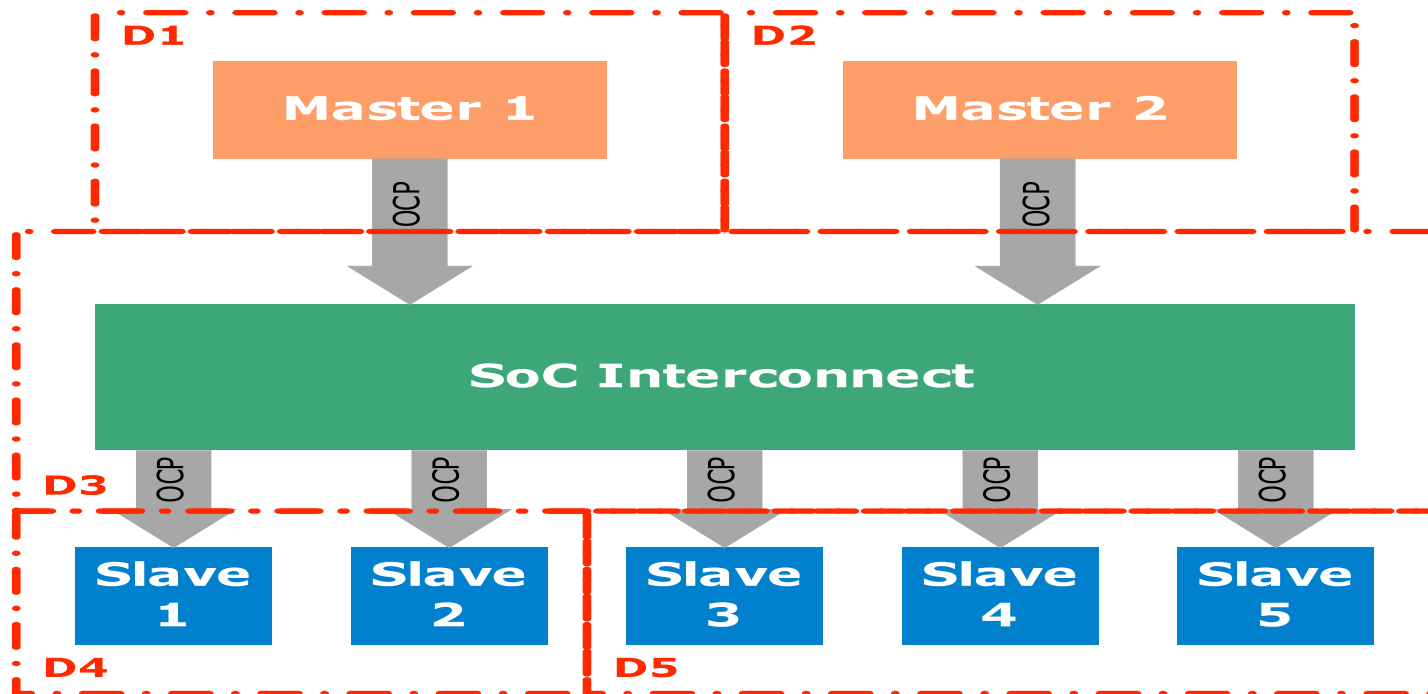 D1
D2
Master 1
Master 2
OCP
OCP
SoC Interconnect
OCP
OCP
OCP
OCP
OCP
D3
Slave
1
Slave
2
Slave
3
Slave
4
Slave
5
D4
D5